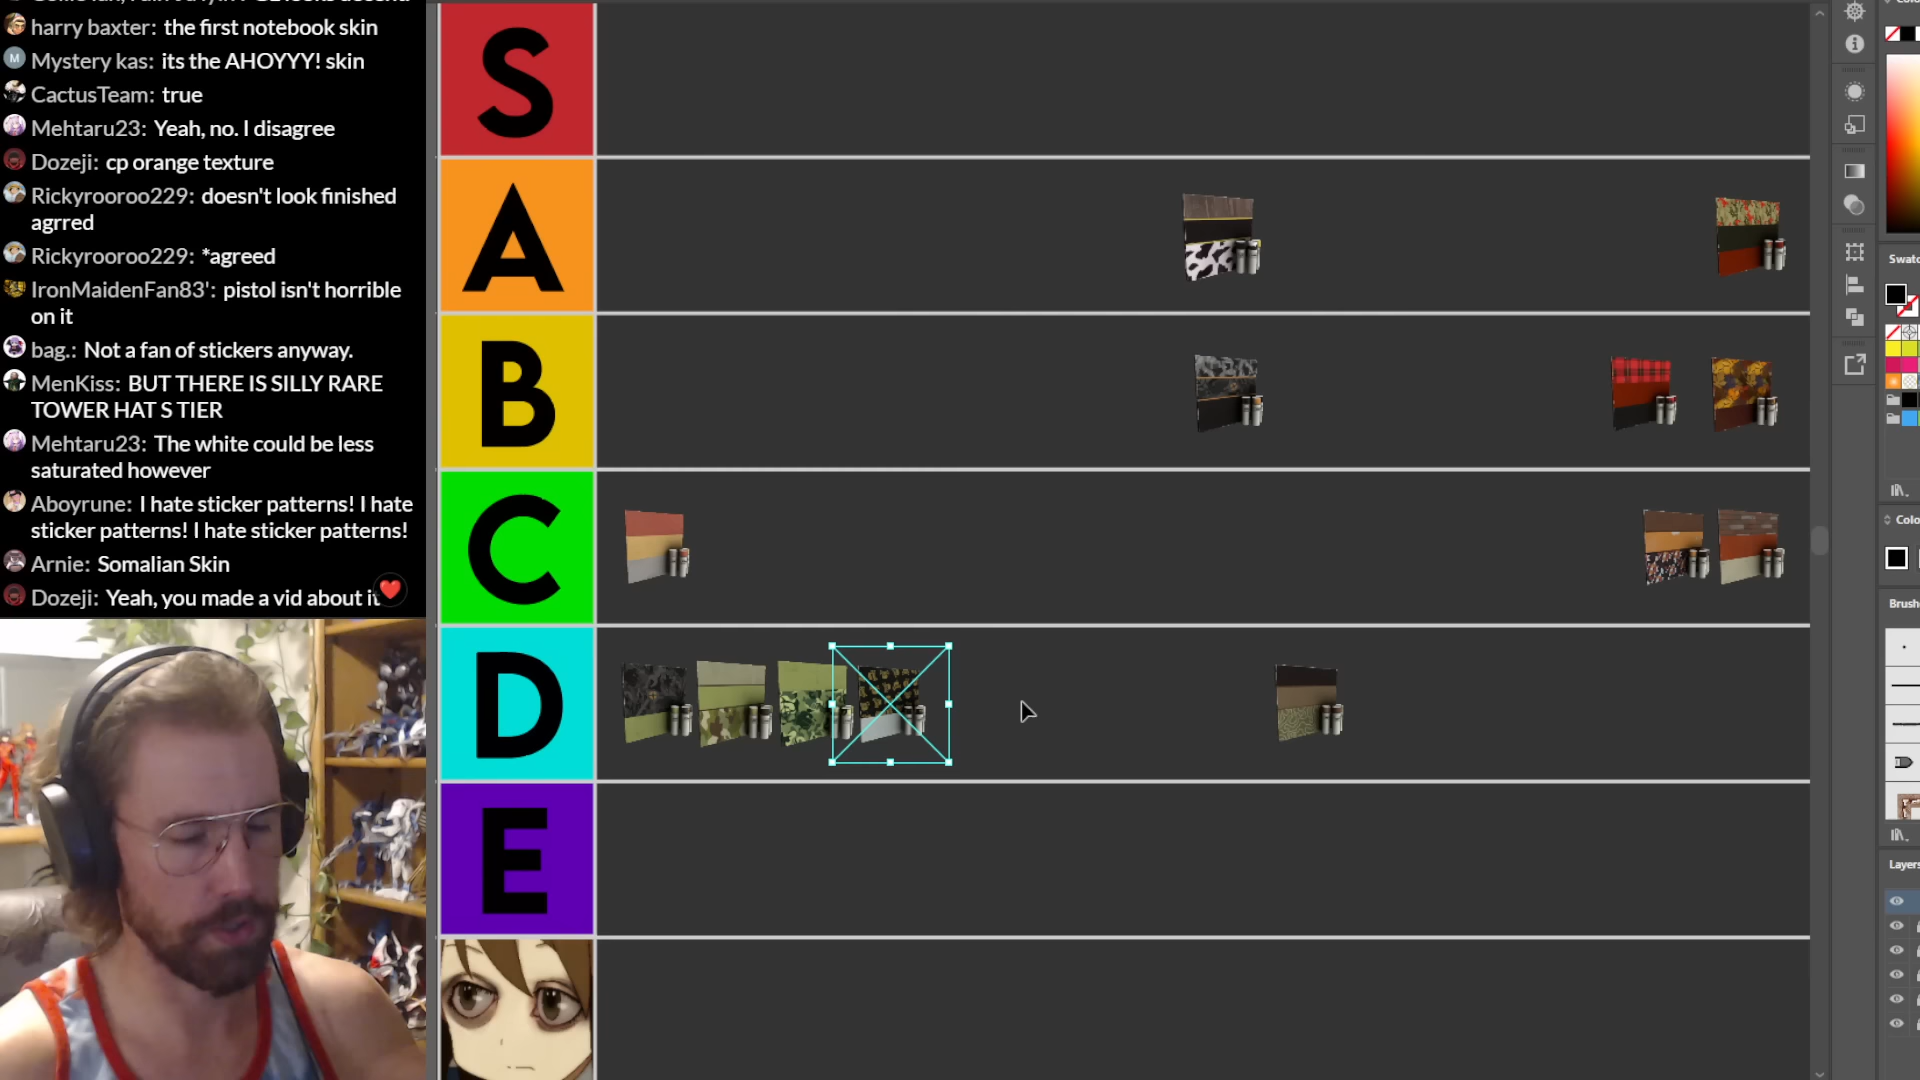 harry baxter: the first notebook skin
M
Mystery kas: its the AHOYYY! skin
CactusTeam: true
Mehtaru23: Yeah, no. I disagree
Dozeji: cp orange texture
Rickyrooroo229: doesn't look finished
agrred
Rickyrooroo229: *agreed
IronMaidenFan83': pistol isn't horrible
on it
bag.: Not a fan of stickers anyway.
MenKiss: BUT THERE IS SILLY RARE
TOWER HAT S TIER
Mehtaru23: The white could be less
saturated however
Aboyrune: I hate sticker patterns! I hate
sticker patterns! I hate sticker patterns!
Arnie: Somalian Skin
Dozeji: Yeah, you made a vid about it
S
A
B
C
D
E
Swatc
Colo
Brushe
Layers